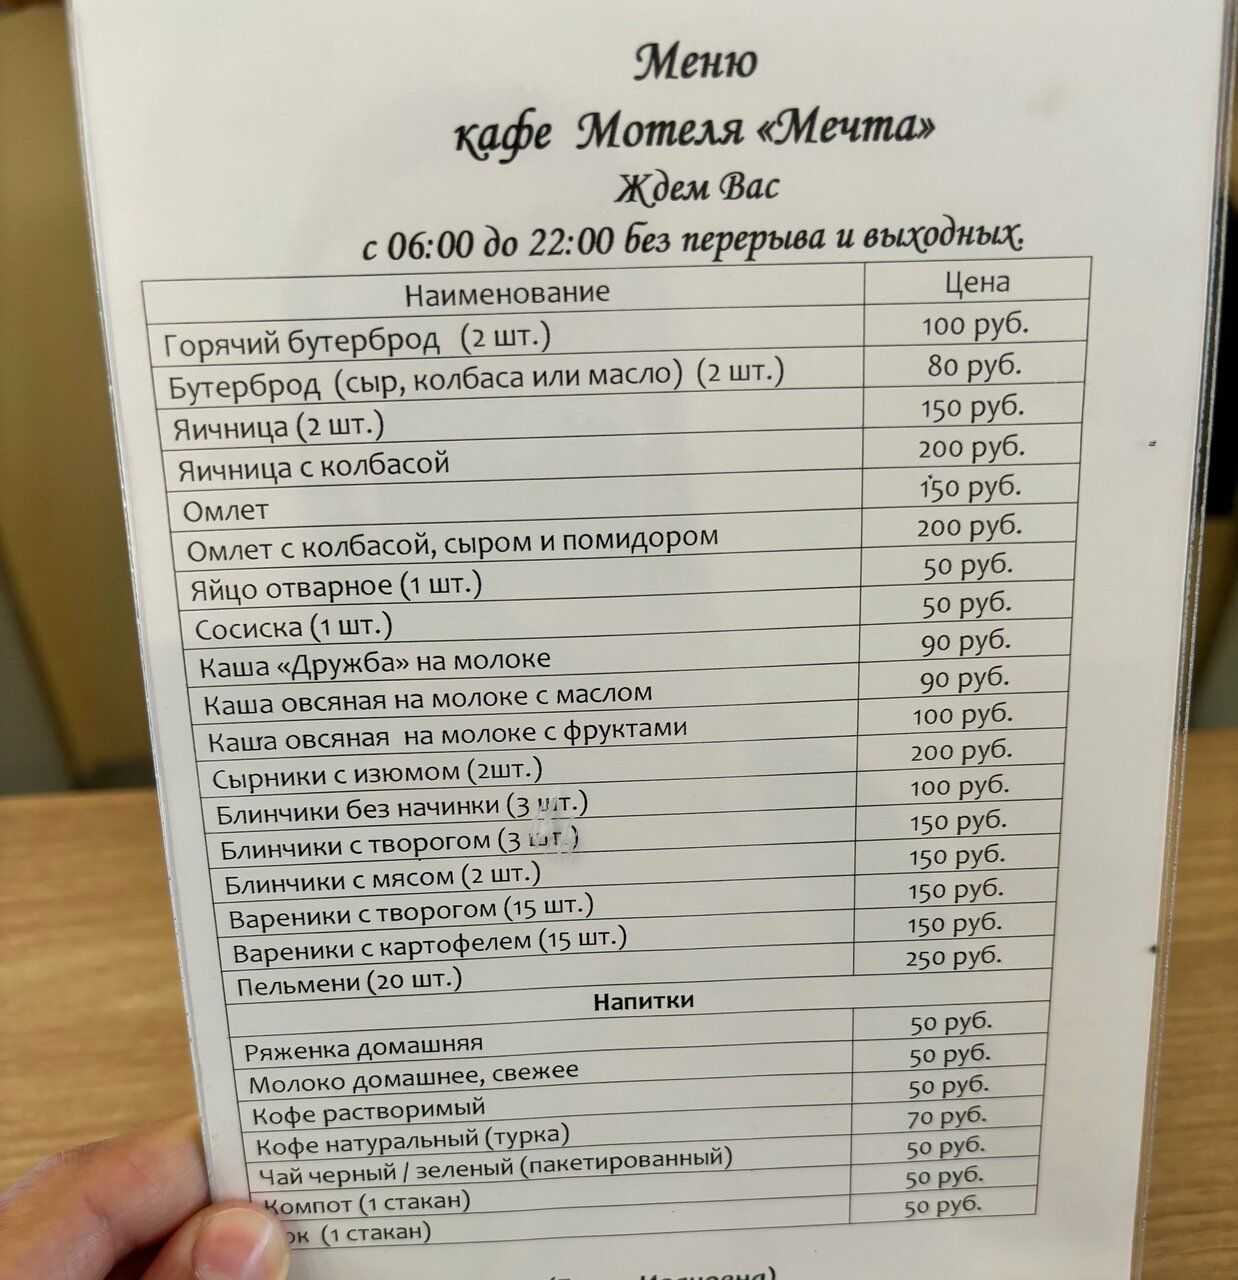 Меню
кафе Мотеля «Мечта»
Ждем Вас
с 06:00 до 22:00 без перерыва и выходных.
Наименование Цена
Горячий бутерброд (2 шт.) 100 руб.
Бутерброд (сыр, колбаса или масло) (2 шт.) 80 руб.
Яичница (2 шт.) 150 руб.
Яичница с колбасой 200 руб.
Омлет 150 руб.
Омлет с колбасой, сыром и помидором 200 руб.
Яйцо отварное (1 шт.) 50 руб.
Сосиска (1 шт.) 50 руб.
Каша «Дружба» на молоке 90 руб.
Каша овсяная на молоке с маслом 90 руб.
Каша овсяная на молоке с фруктами 100 руб.
Сырники с изюмом (2шт.) 200 руб.
Блинчики без начинки (3 шт.) 100 руб.
Блинчики с творогом (3 шт.) 150 руб.
Блинчики с мясом (2 шт.) 150 руб.
Вареники с творогом (15 шт.) 150 руб.
Вареники с картофелем (15 шт.) 150 руб.
Пельмени (20 шт.) 250 руб.
Напитки
Ряженка домашняя 50 руб.
Молоко домашнее, свежее 50 руб.
Кофе растворимый 50 руб.
Кофе натуральный (турка) 70 руб.
Чай черный / зеленый (пакетированный) 50 руб.
Компот (1 стакан) 50 руб.
ок (1 стакан) 50 руб.